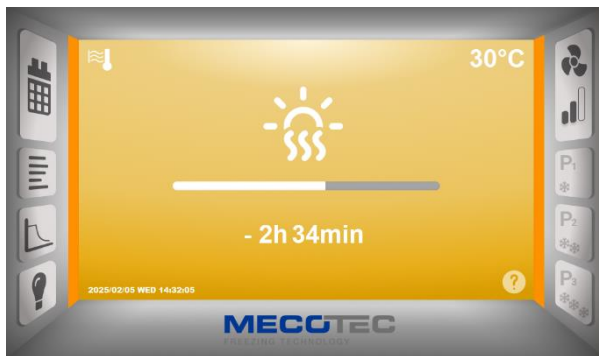 30°C
P1
- 2h 34min
P2
P3
2025/02/05 WED 14:32:05
?
MECOTEC
FREEZING TECHNOLOGY